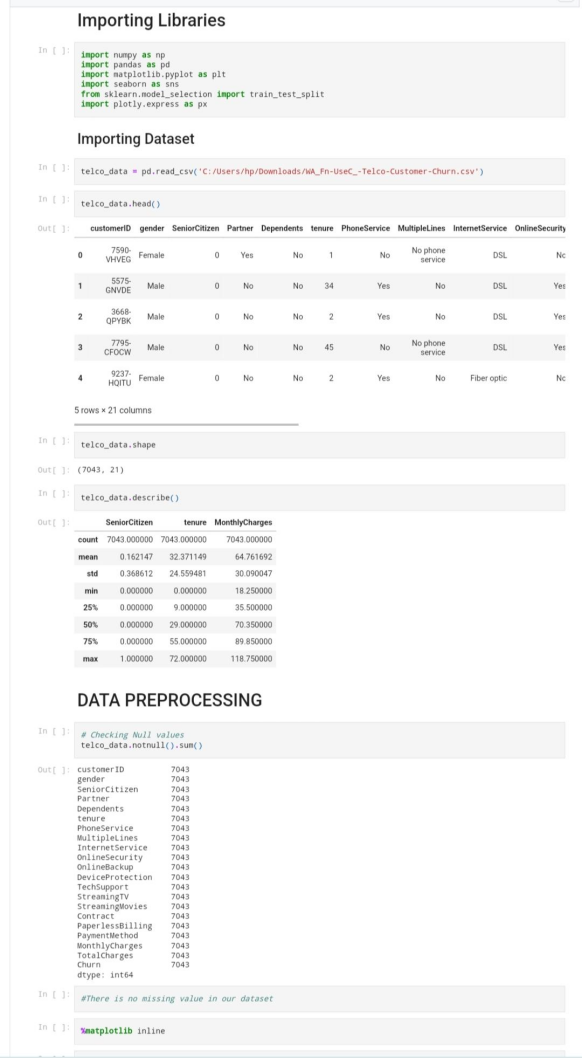 Importing Libraries
In [ ]:
import numpy as np
import pandas as pd
import matplotlib.pyplot as plt
import seaborn as sns
from sklearn.model_selection import train_test_split
import plotly.express as px
Importing Dataset
In [ ]: telco_data = pd.read_csv('C:/Users/hp/Downloads/WA_Fn-UseC_-Telco-Customer-Churn.csv')
In [ ]: telco_data.head()
Out[ ]: customerID gender SeniorCitizen Partner Dependents tenure PhoneService MultipleLines InternetService OnlineSecurity
0 7590-VHVEG Female 0 Yes No 1 No No phone service DSL No
1 5575-GNVDE Male 0 No No 34 Yes No DSL Yes
2 3668-QPYBK Male 0 No No 2 Yes No DSL Yes
3 7795-CFOCW Male 0 No No 45 No No phone service DSL Yes
4 9237-HQITU Female 0 No No 2 Yes No Fiber optic No
5 rows × 21 columns
In [ ]: telco_data.shape
Out[ ]: (7043, 21)
In [ ]: telco_data.describe()
Out[ ]: SeniorCitizen tenure MonthlyCharges
count 7043.000000 7043.000000 7043.000000
mean 0.162147 32.371149 64.761692
std 0.368612 24.559481 30.090047
min 0.000000 0.000000 18.250000
25% 0.000000 9.000000 35.500000
50% 0.000000 29.000000 70.350000
75% 0.000000 55.000000 89.850000
max 1.000000 72.000000 118.750000
DATA PREPROCESSING
In [ ]: # Checking Null values
telco_data.notnull().sum()
Out[ ]: customerID 7043
gender 7043
SeniorCitizen 7043
Partner 7043
Dependents 7043
tenure 7043
PhoneService 7043
MultipleLines 7043
InternetService 7043
OnlineSecurity 7043
OnlineBackup 7043
DeviceProtection 7043
TechSupport 7043
StreamingTV 7043
StreamingMovies 7043
Contract 7043
PaperlessBilling 7043
PaymentMethod 7043
MonthlyCharges 7043
TotalCharges 7043
Churn 7043
dtype: int64
In [ ]: #There is no missing value in our dataset
In [ ]: %matplotlib inline